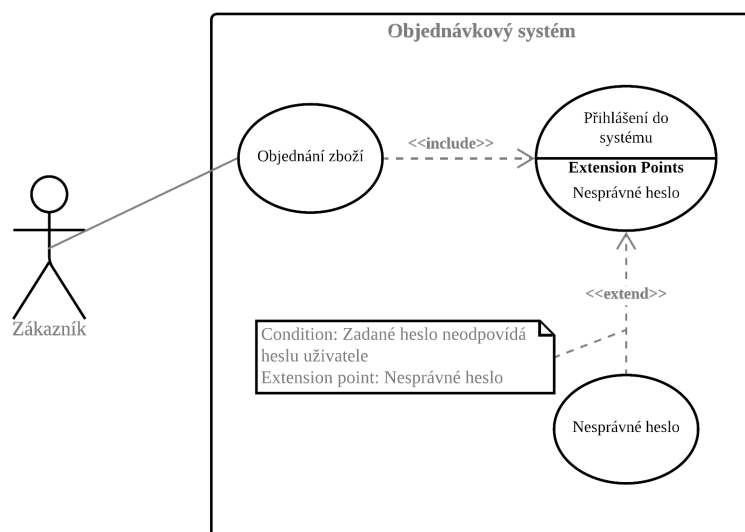 Objednávkový systém
Objednání zboží
<<include>>
Přihlášení do
systému
Extension Points
Nesprávné heslo
Zákazník
<<extend>>
Condition: Zadané heslo neodpovídá
heslu uživatele
Extension point: Nesprávné heslo
Nesprávné heslo